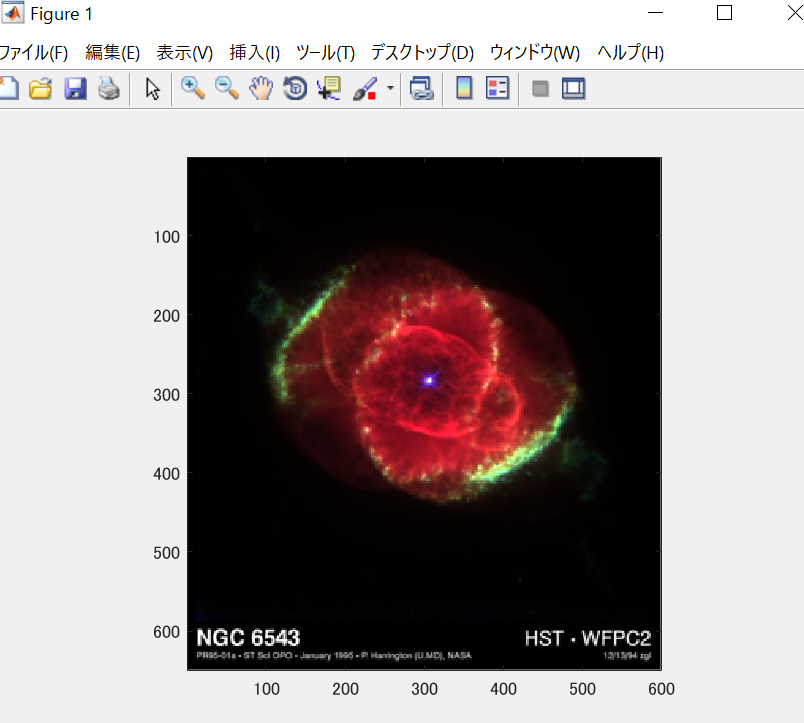 Figure 1
ファイル(F) 編集(E) 表示(V) 挿入(I) ツール(T) デスクトップ(D) ウィンドウ(W) ヘルプ(H)
100
200
300
400
500
600
NGC 6543
HST · WFPC2
PR95-01a · ST ScI OPO · January 1995 · P. Harrington (U.MD), NASA
12/13/94 zgl
100 200 300 400 500 600